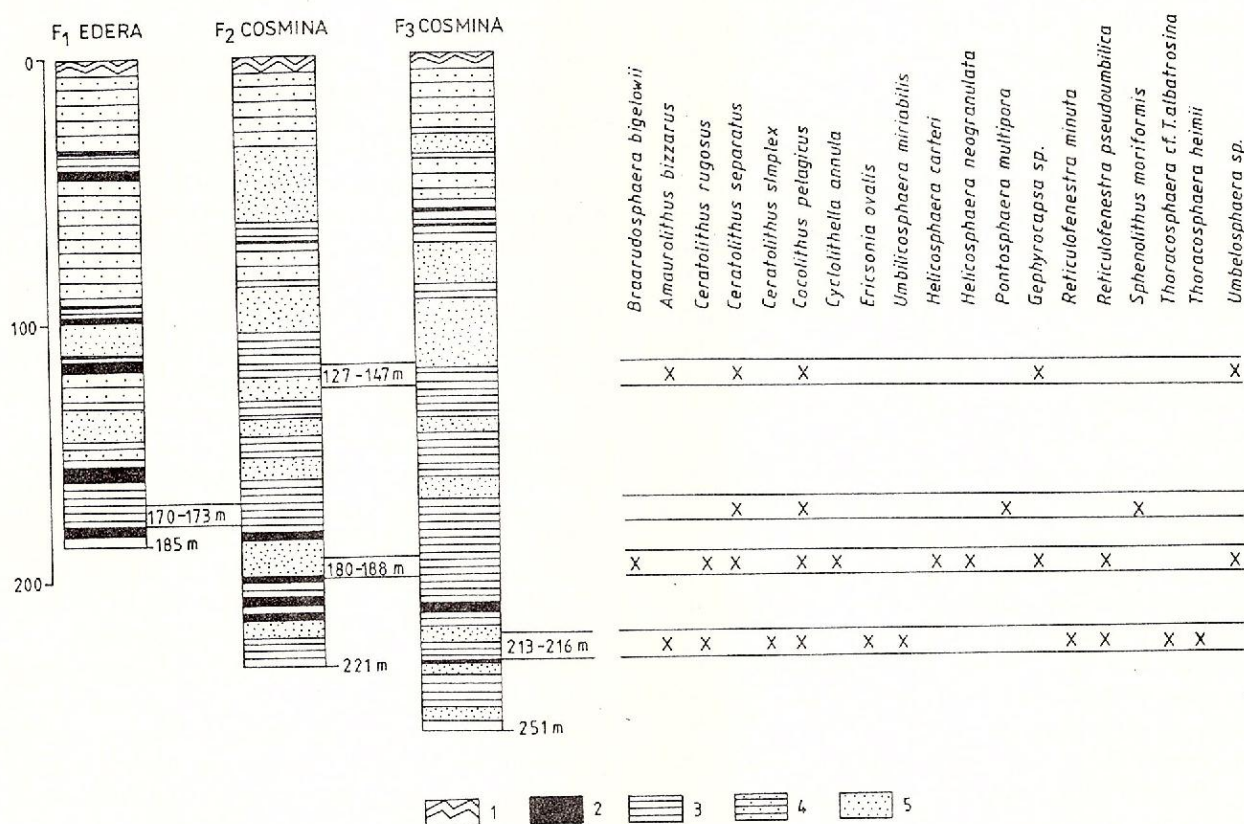 F1 EDERA
F2 COSMINA
F3 COSMINA
0
100
200
185 m
221 m
251 m
170-173 m
127-147 m
180-188 m
213-216 m
Braarudosphaera bigelowii
Amaurolithus bizzarus
Ceratolithus rugosus
Ceratolithus separatus
Ceratolithus simplex
Coccolithus pelagicus
Cyclolithella annula
Ericsonia ovalis
Umbilicosphaera miriabilis
Helicosphaera carteri
Helicosphaera neogranulata
Pontosphaera multipora
Gephyrocapsa sp.
Reticulofenestra minuta
Reticulofenestra pseudoumbilica
Sphenolithus moriformis
Thoracosphaera cf. T. albatrosina
Thoracosphaera heimii
Umbelosphaera sp.
X X X X X
X X X X
X X X X X X X X X X
X X X X X X X X X X
1 2 3 4 5